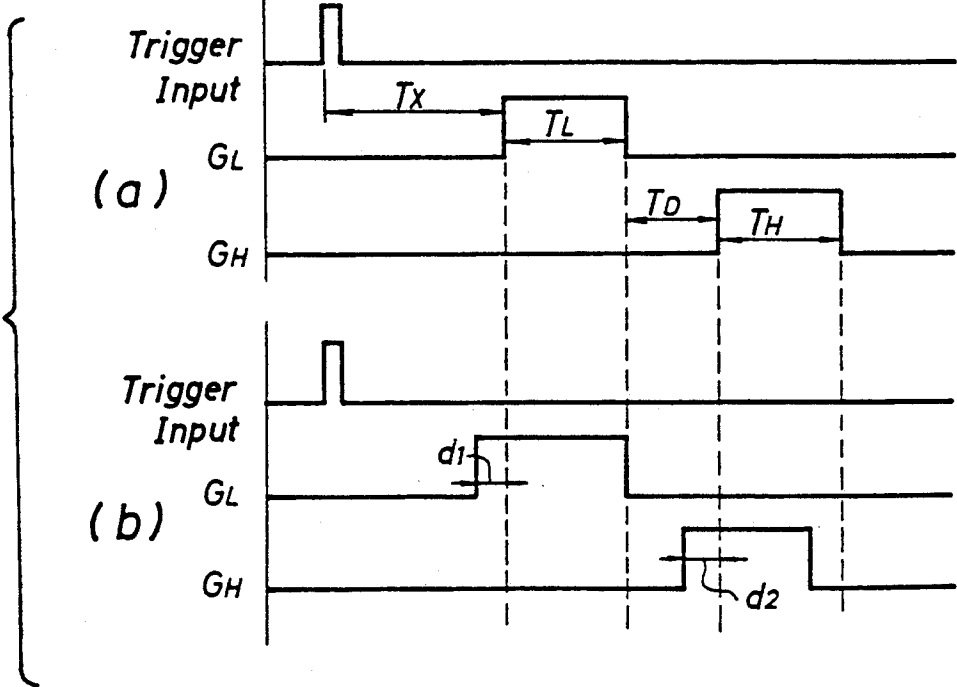 Trigger
Input
TX
TL
GL
(a)
TD
TH
GH
Trigger
Input
d1
GL
(b)
GH
d2